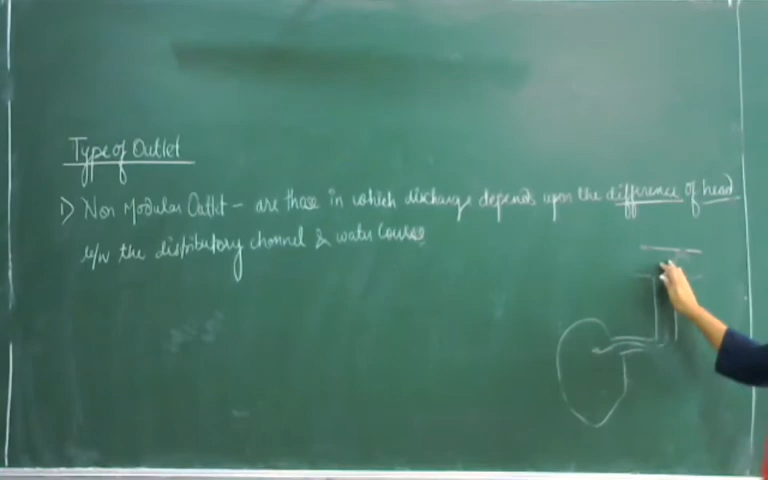 Type of Outlet
1) Non Modular Outlet - are those in which discharge depends upon the difference of head
b/w the distributory channel & water course